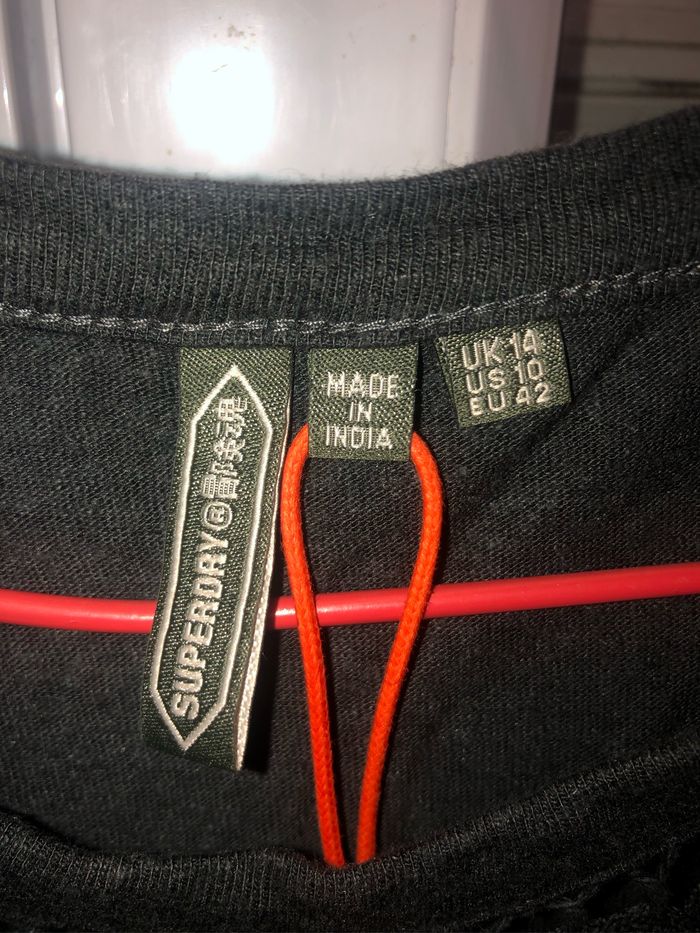 SUPERDRY®
MADE
IN
INDIA
UK 14
US 10
EU 42